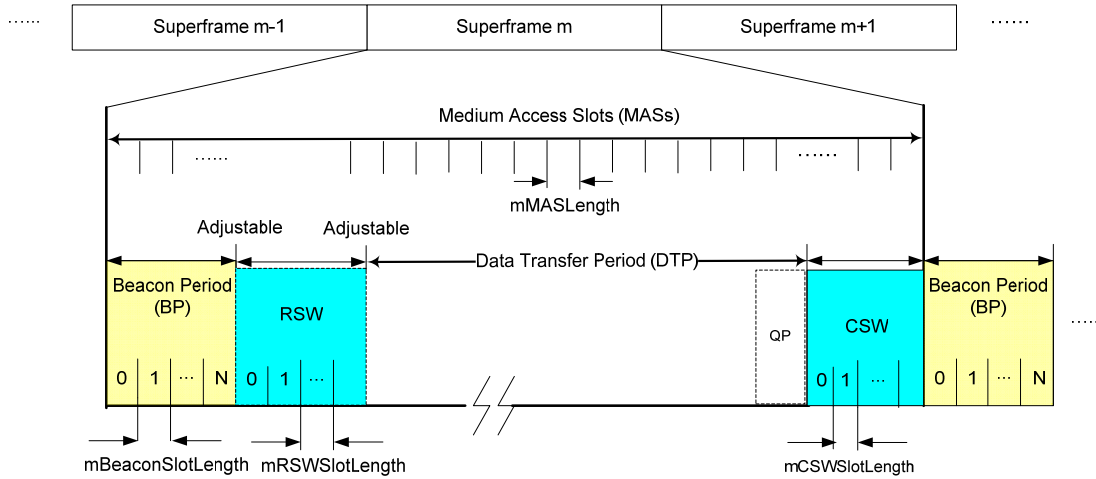 ......
Superframe m-1
Superframe m
Superframe m+1
......
Medium Access Slots (MASs)
......
......
mMASLength
Adjustable
Adjustable
Beacon Period
(BP)
RSW
Data Transfer Period (DTP)
QP
CSW
Beacon Period
(BP)
.....
0 1 ... N
0 1 ...
0 1 ...
0 1 ... N
mBeaconSlotLength
mRSWSlotLength
mCSWSlotLength